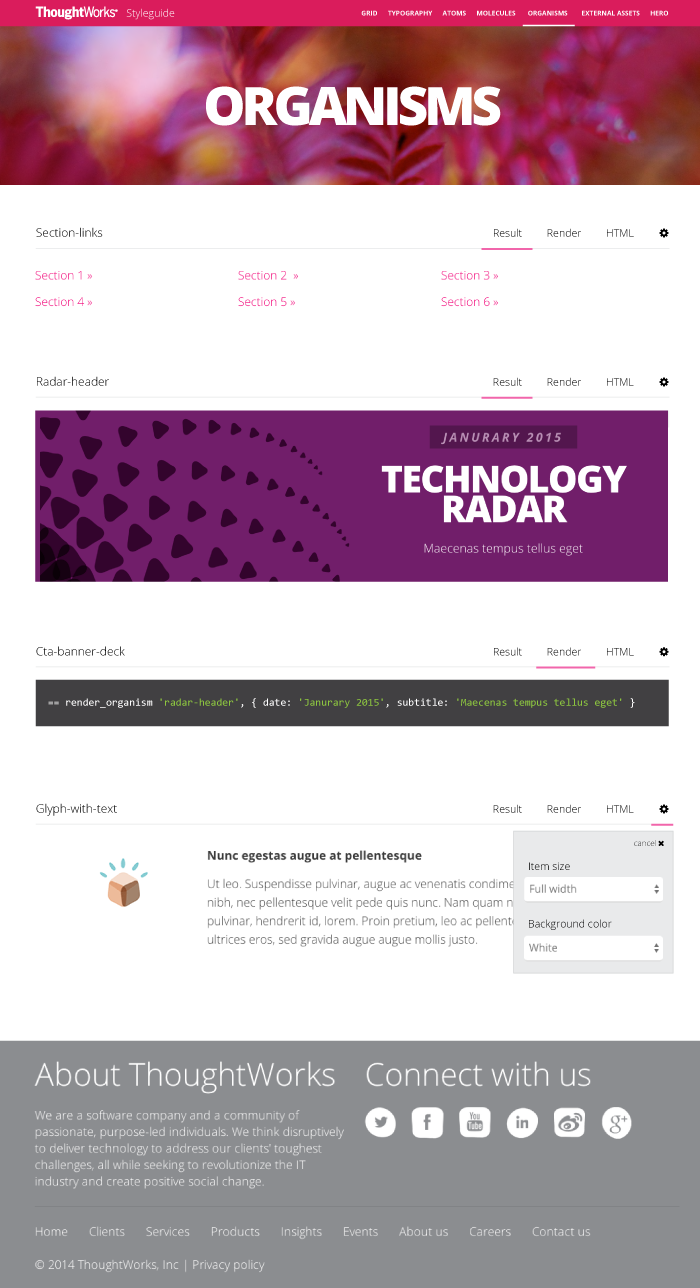 ThoughtWorks® Styleguide GRID TYPOGRAPHY ATOMS MOLECULES ORGANISMS EXTERNAL ASSETS HERO
ORGANISMS
Section-links Result Render HTML
Section 1 » Section 2 » Section 3 »
Section 4 » Section 5 » Section 6 »
Radar-header Result Render HTML
JANURARY 2015
TECHNOLOGY
RADAR
Maecenas tempus tellus eget
Cta-banner-deck Result Render HTML
== render_organism 'radar-header', { date: 'Janurary 2015', subtitle: 'Maecenas tempus tellus eget' }
Glyph-with-text Result Render HTML
Nunc egestas augue at pellentesque
Ut leo. Suspendisse pulvinar, augue ac venenatis condime
nibh, nec pellentesque velit pede quis nunc. Nam quam n
pulvinar, hendrerit id, lorem. Proin pretium, leo ac pellent
ultrices eros, sed gravida augue augue mollis justo.
cancel ✖
Item size
Full width
Background color
White
About ThoughtWorks
We are a software company and a community of
passionate, purpose-led individuals. We think disruptively
to deliver technology to address our clients' toughest
challenges, all while seeking to revolutionize the IT
industry and create positive social change.
Connect with us
f You Tube in g+
Home Clients Services Products Insights Events About us Careers Contact us
© 2014 ThoughtWorks, Inc | Privacy policy